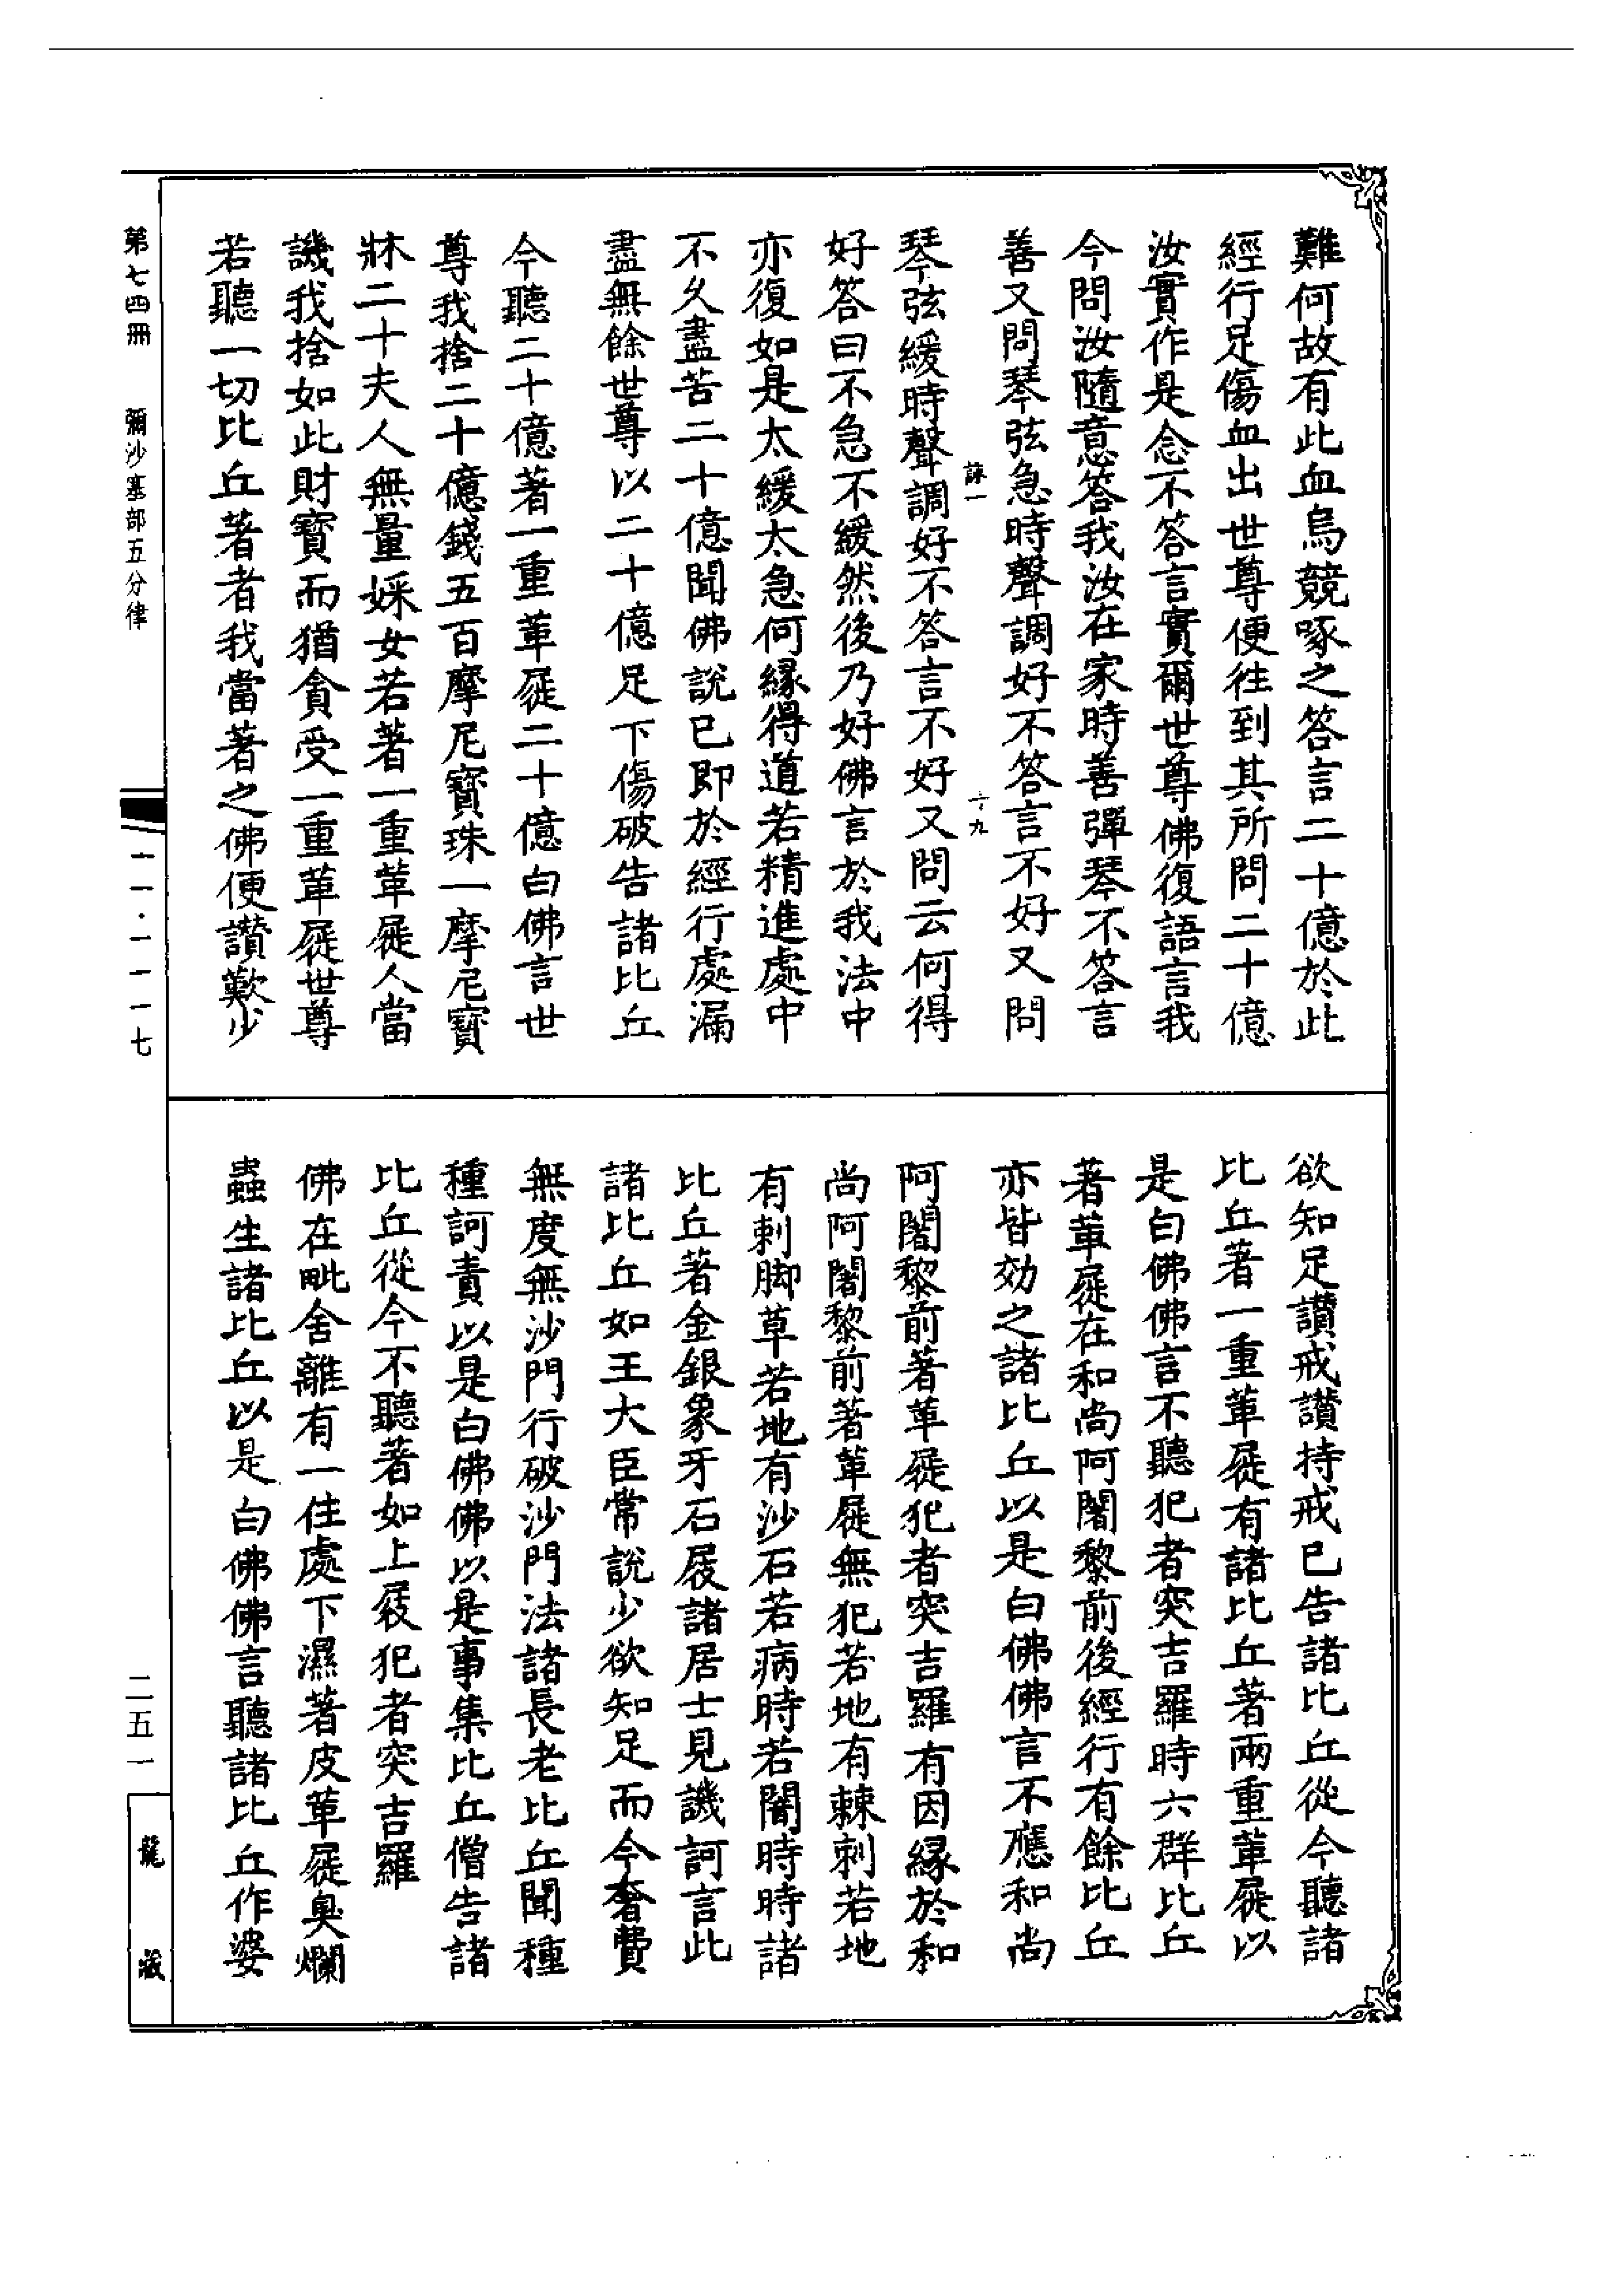 難何故有此血烏競啄之答言二十億於此
經行足傷血出世尊便往到其所問二十億
汝實作是念不答言實爾世尊佛復語言我
今問汝隨意答我汝在家時善彈琴不答言
善又問琴弦急時聲調好不答言不好又問
琴弦緩時聲調好不答言不好又問云何得
好答曰不急不緩然後乃好佛言於我法中
亦復如是太緩太急何緣得道若精進處中
不久盡苦二十億聞佛說已即於經行處漏
盡無餘世尊以二十億足下傷破告諸比丘
今聽二十億著一重革屣二十億白佛言世
尊我捨二十億錢五百摩尼寶珠一摩尼寶
牀二十夫人無量婇女若著一重革屣人當
譏我捨如此財寶而猶貪受一重革屣世尊
若聽一切比丘著者我當著之佛便讚歎少
欲知足讚戒讚持戒已告諸比丘從今聽諸
比丘著一重革屣有諸比丘著兩重革屣以
是白佛佛言不聽犯者突吉羅時六群比丘
著革屣在和尚阿闍黎前後經行有餘比丘
亦皆効之諸比丘以是白佛佛言不應和尚
阿闍黎前著革屣犯者突吉羅有因緣於和
尚阿闍黎前著革屣無犯若地有棘刺若地
有刺脚草若地有沙石若病時若闇時時諸
比丘著金銀象牙石屐諸居士見譏訶言此
諸比丘如王大臣常說少欲知足而今奢費
無度無沙門行破沙門法諸長老比丘聞種
種訶責以是白佛佛以是事集比丘僧告諸
比丘從今不聽著如上屐犯者突吉羅
佛在毗舍離有一住處下濕著皮革屣臭爛
蟲生諸比丘以是白佛佛言聽諸比丘作婆
第七四冊 彌沙塞部五分律
一一·一一一七
二五一
龍藏